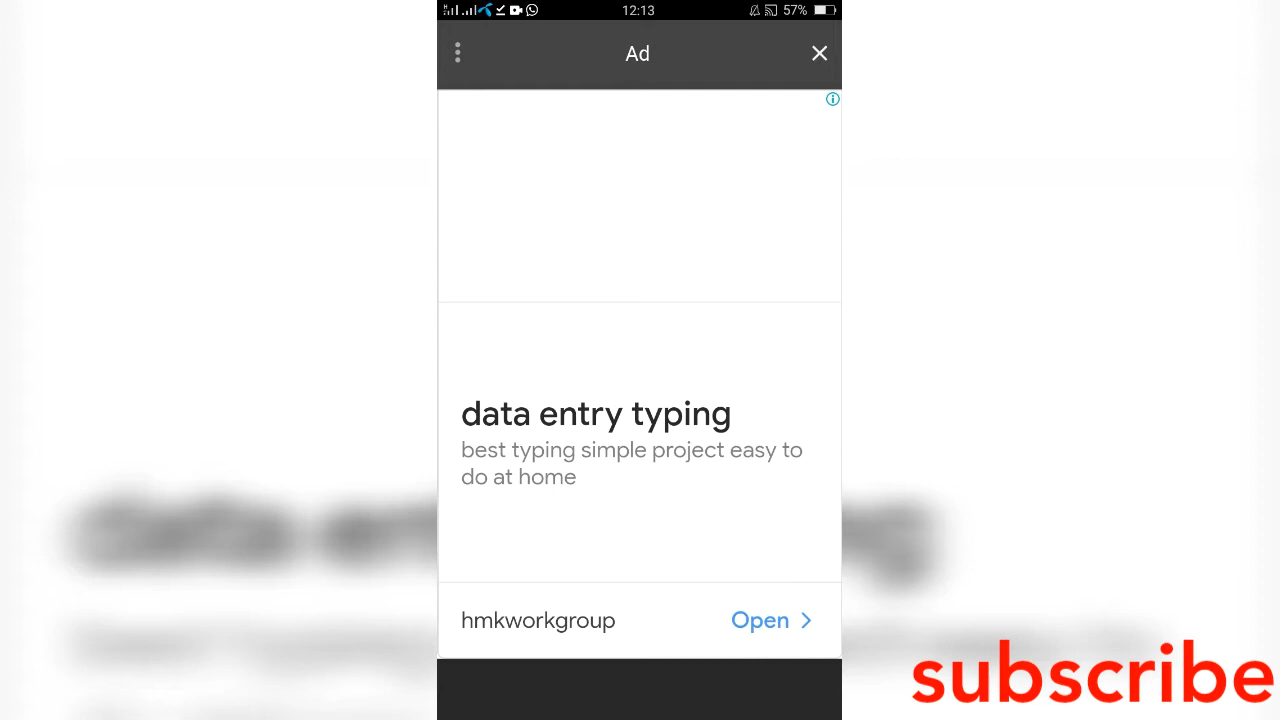 12:13
57%
Ad
data entry typing
best typing simple project easy to
do at home
hmkworkgroup
Open
subscribe